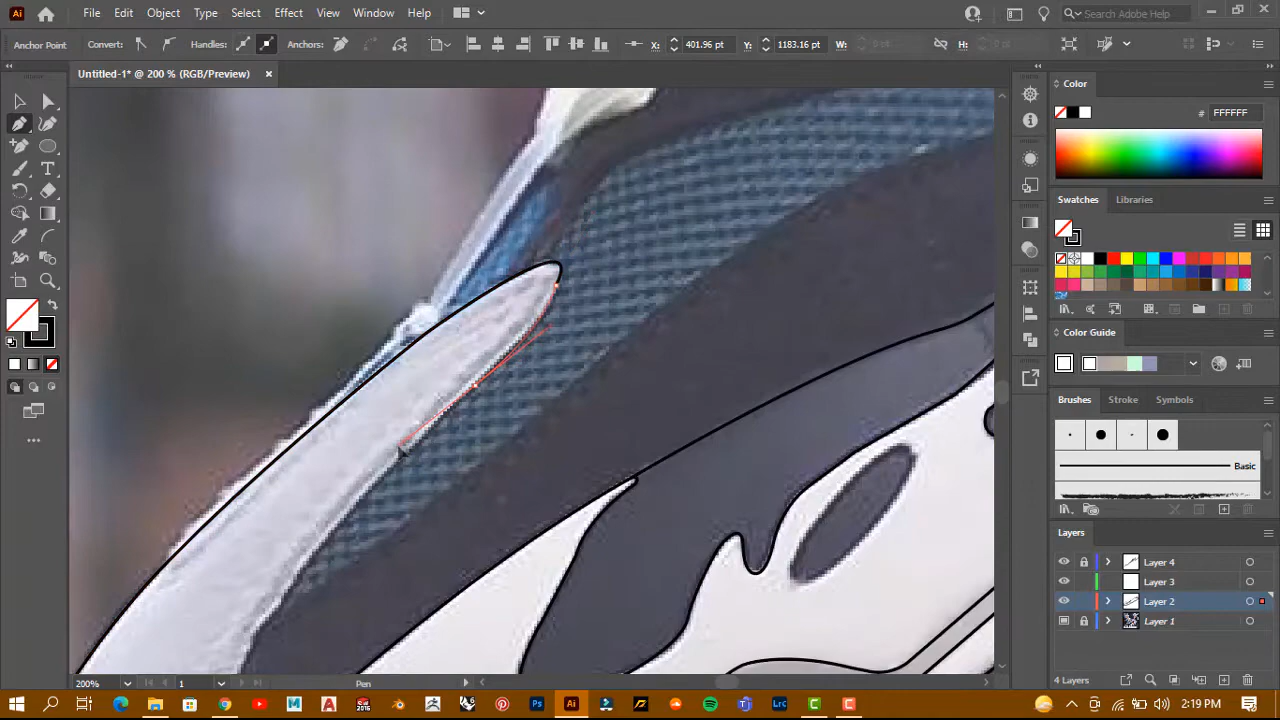 Ai File Edit Object Type Select Effect View Window Help Search Adobe Help
Anchor Point Convert: Handles: Anchors: X: 401.96 pt Y: 1183.16 pt W: H:
Untitled-1* @ 200 % (RGB/Preview) ×
Color
# FFFFFF
Swatches Libraries
Color Guide
Brushes Stroke Symbols
Basic
Layers
Layer 4
Layer 3
Layer 2
Layer 1
4 Layers
200% 1 Pen
2:19 PM